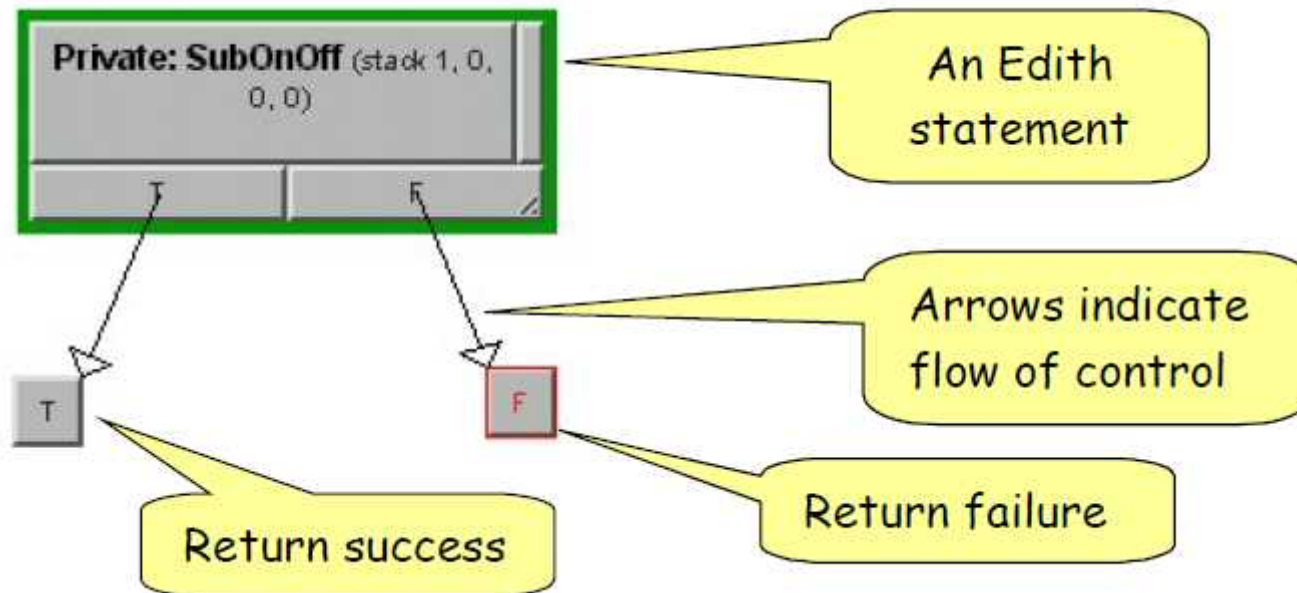 Private: SubOnOff (stack 1, 0,
0, 0)
An Edith
statement
T
F
Arrows indicate
flow of control
T
F
Return failure
Return success